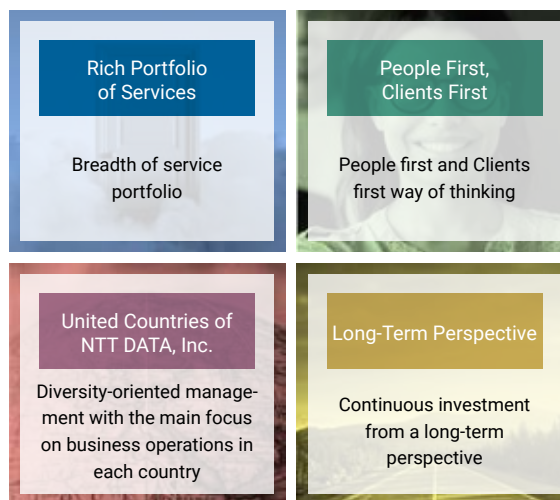 Rich Portfolio
of Services
Breadth of service
portfolio
People First,
Clients First
People first and Clients
first way of thinking
United Countries of
NTT DATA, Inc.
Diversity-oriented manage-
ment with the main focus
on business operations in
each country
Long-Term Perspective
Continuous investment
from a long-term
perspective